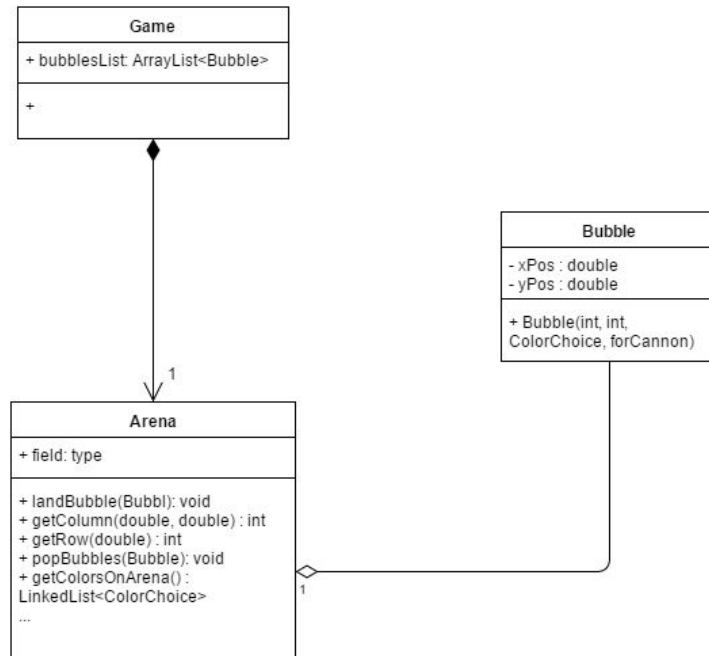 Game
+ bubblesList: ArrayList<Bubble>
+
Bubble
- xPos : double
- yPos : double
+ Bubble(int, int,
ColorChoice, forCannon)
1
Arena
+ field: type
+ landBubble(Bubbl): void
+ getColumn(double, double) : int
+ getRow(double) : int
+ popBubbles(Bubble): void
+ getColorsOnArena() :
LinkedList<ColorChoice>
...
1